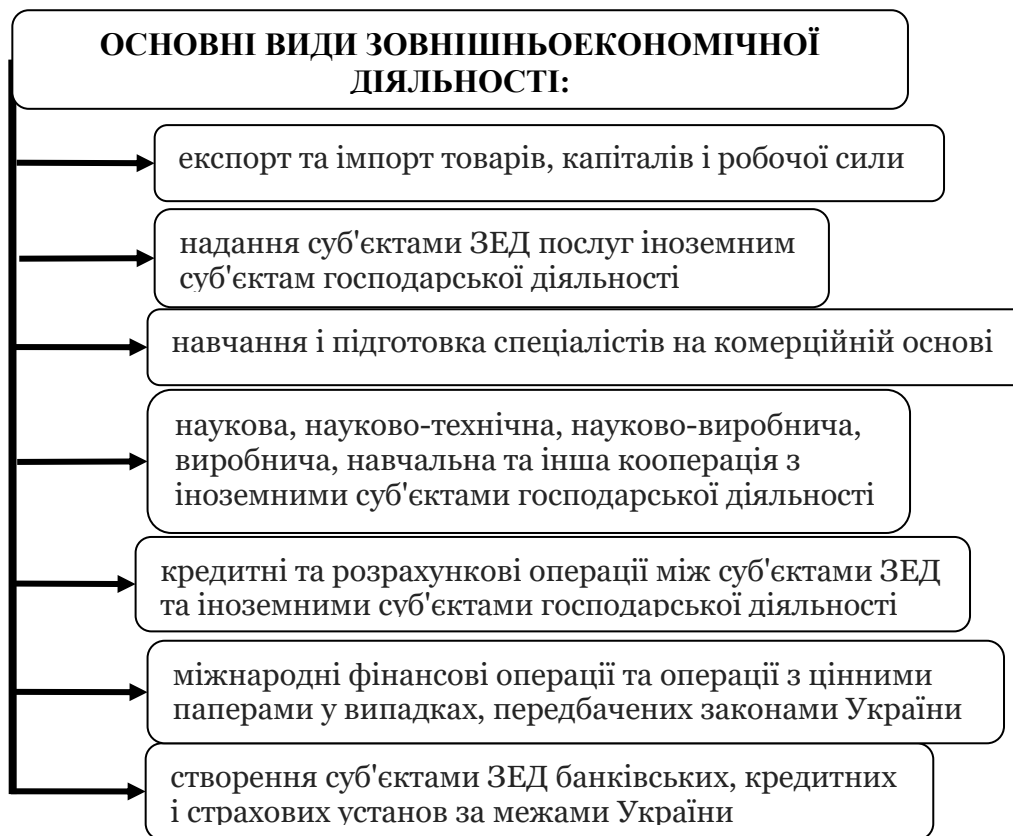 ОСНОВНІ ВИДИ ЗОВНІШНЬОЕКОНОМІЧНОЇ
ДІЯЛЬНОСТІ:
експорт та імпорт товарів, капіталів і робочої сили
надання суб'єктами ЗЕД послуг іноземним
суб'єктам господарської діяльності
навчання і підготовка спеціалістів на комерційній основі
наукова, науково-технічна, науково-виробнича,
виробнича, навчальна та інша кооперація з
іноземними суб'єктами господарської діяльності
кредитні та розрахункові операції між суб'єктами ЗЕД
та іноземними суб'єктами господарської діяльності
міжнародні фінансові операції та операції з цінними
паперами у випадках, передбачених законами України
створення суб'єктами ЗЕД банківських, кредитних
і страхових установ за межами України